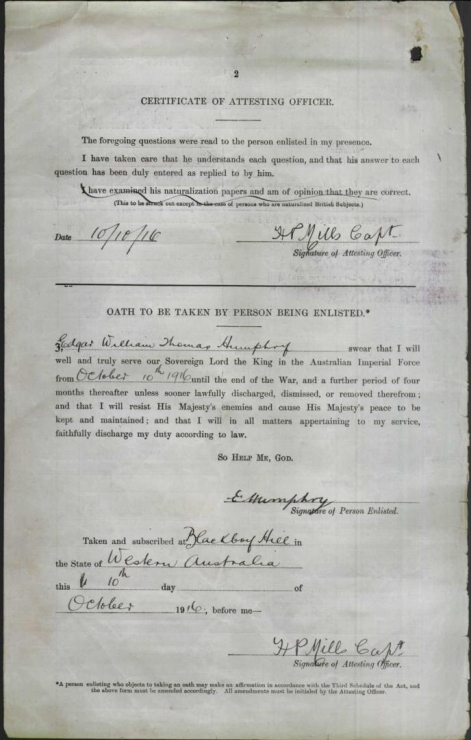 2
CERTIFICATE OF ATTESTING OFFICER.
The foregoing questions were read to the person enlisted in my presence.
I have taken care that he understands each question, and that his answer to each
question has been duly entered as replied to by him.
I have examined his naturalization papers and am of opinion that they are correct.
(This to be struck out except in the case of persons who are naturalized British Subjects.)
Date 10/10/16 HP Mills Capt
Signature of Attesting Officer.
OATH TO BE TAKEN BY PERSON BEING ENLISTED.*
I, Edgar William Thomas Humphry swear that I will
well and truly serve our Sovereign Lord the King in the Australian Imperial Force
from October 10th 1916 until the end of the War, and a further period of four
months thereafter unless sooner lawfully discharged, dismissed, or removed therefrom;
and that I will resist His Majesty's enemies and cause His Majesty's peace to be
kept and maintained; and that I will in all matters appertaining to my service,
faithfully discharge my duty according to law.
SO HELP ME, GOD.
E Humphry
Signature of Person Enlisted.
Taken and subscribed at Blackboy Hill in
the State of Western Australia
this 10th day of
October 1916, before me—
HP Mills Capt
Signature of Attesting Officer.
*A person enlisting who objects to taking an oath may make an affirmation in accordance with the Third Schedule of the Act, and
the above form must be amended accordingly. All amendments must be initialed by the Attesting Officer.